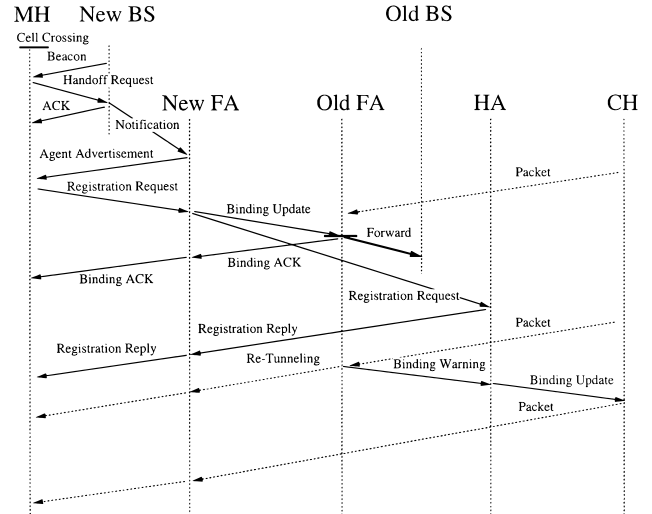 MH New BS Old BS
Cell Crossing
Beacon
Handoff Request
ACK
New FA Old FA HA CH
Notification
Agent Advertisement
Packet
Registration Request
Binding Update
Forward
Binding ACK
Binding ACK
Registration Request
Packet
Registration Reply
Registration Reply
Re-Tunneling
Binding Warning
Binding Update
Packet